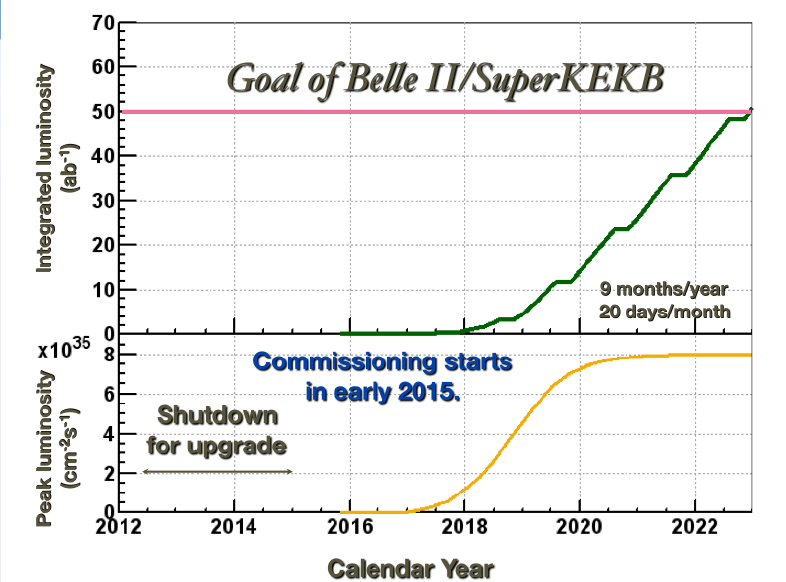 70
60
Goal of Belle II/SuperKEKB
50
40
30
20
10
0
Integrated luminosity
(ab⁻¹)
9 months/year
20 days/month
x10³⁵
8
6
4
2
0
Peak luminosity
(cm⁻²s⁻¹)
Commissioning starts
in early 2015.
Shutdown
for upgrade
2012 2014 2016 2018 2020 2022
Calendar Year